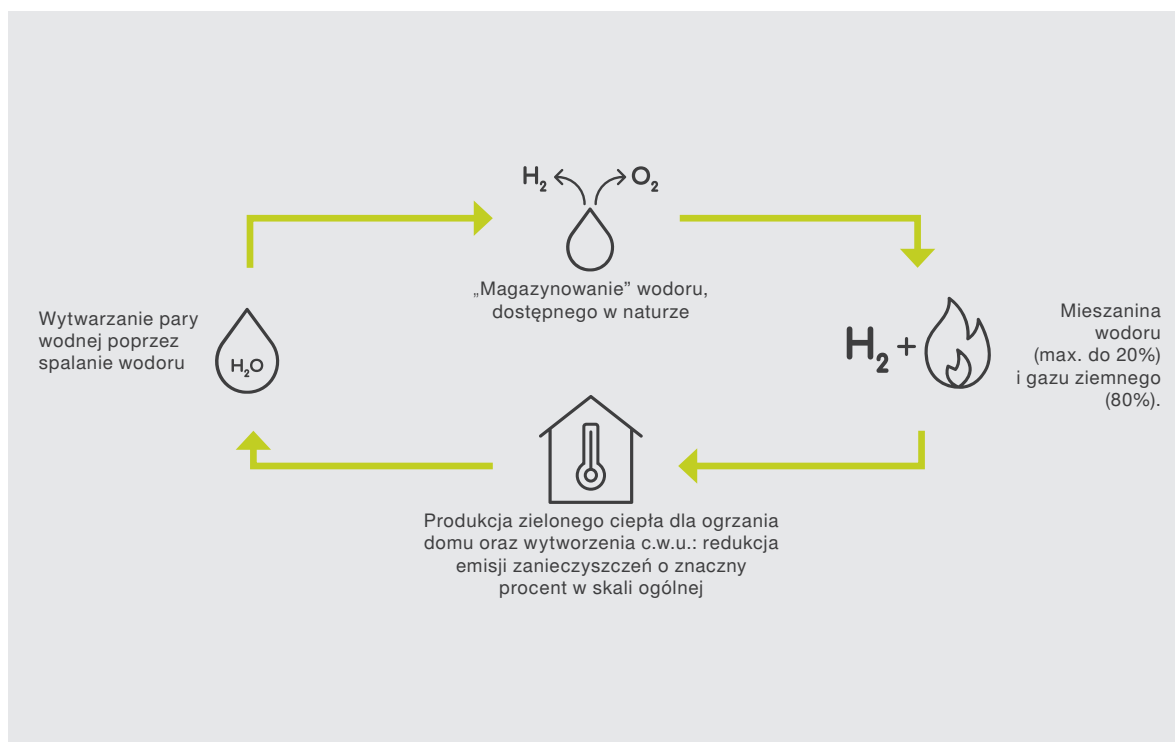 H₂ O₂
„Magazynowanie” wodoru,
dostępnego w naturze
Wytwarzanie pary
wodnej poprzez
spalanie wodoru
H₂O
H₂ +
Mieszanina
wodoru
(max. do 20%)
i gazu ziemnego
(80%).
Produkcja zielonego ciepła dla ogrzania
domu oraz wytworzenia c.w.u.: redukcja
emisji zanieczyszczeń o znaczny
procent w skali ogólnej